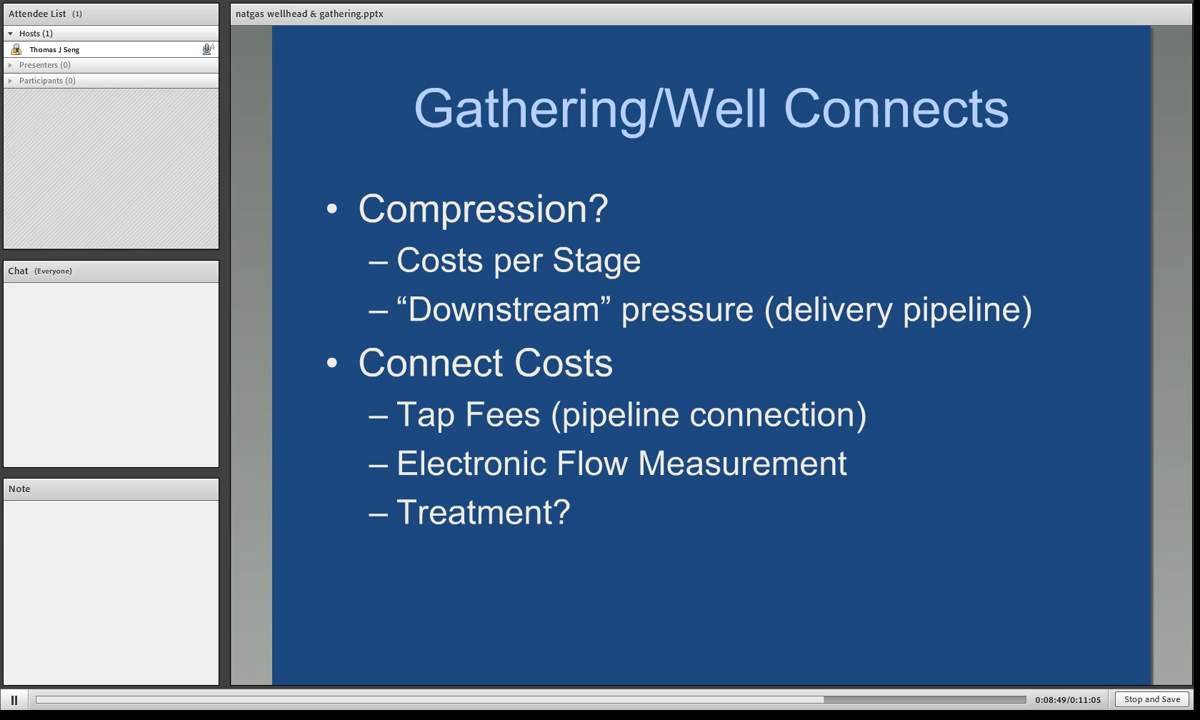 Attendee List (1)
Hosts (1)
Thomas J Seng
Presenters (0)
Participants (0)
Chat (Everyone)
Note
natgas wellhead & gathering.pptx
Gathering/Well Connects
• Compression?
– Costs per Stage
– “Downstream” pressure (delivery pipeline)
• Connect Costs
– Tap Fees (pipeline connection)
– Electronic Flow Measurement
– Treatment?
0:08:49/0:11:05
Stop and Save